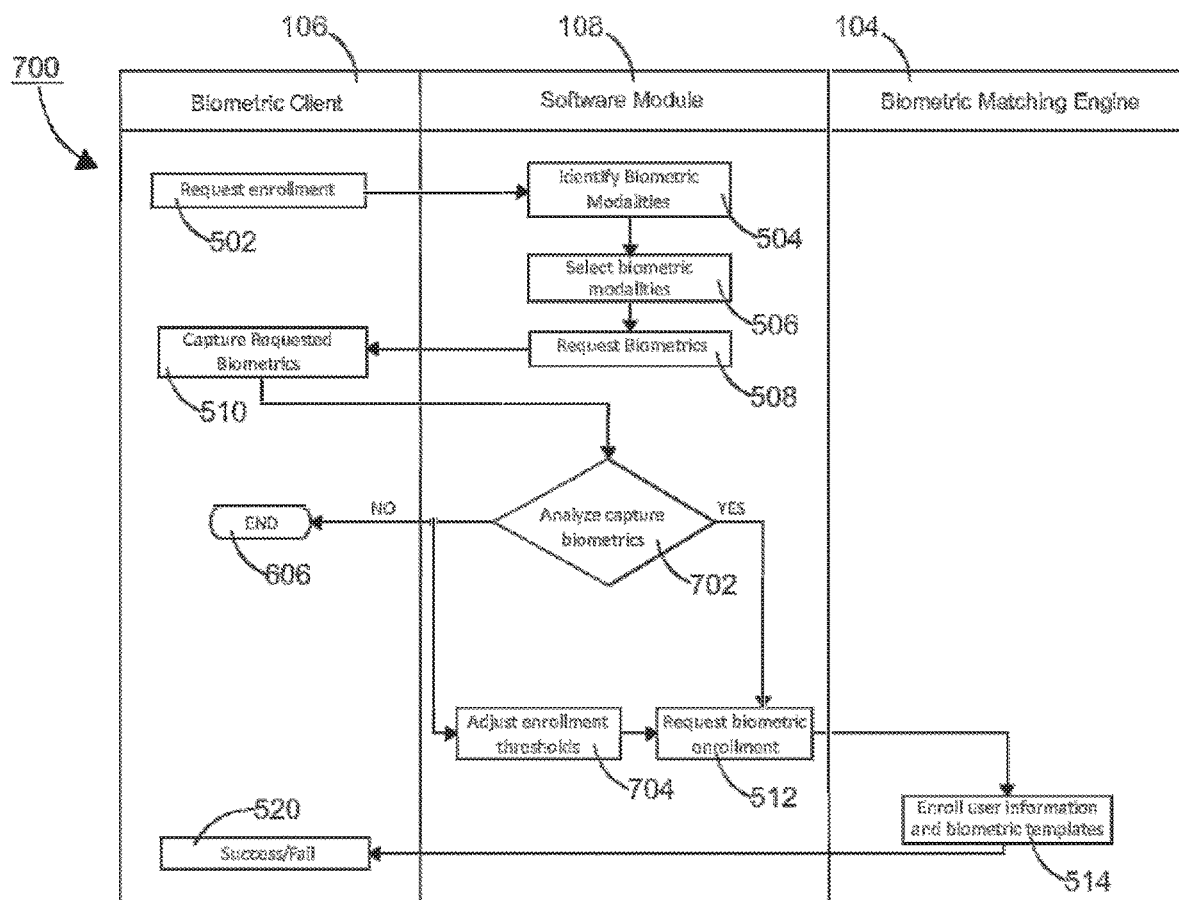 106
108
104
700
Biometric Client
Software Module
Biometric Matching Engine
Request enrollment
502
Identify Biometric
Modalities
504
Select biometric
modalities
506
Capture Requested
Biometrics
510
Request Biometrics
508
NO
YES
END
606
Analyze capture
biometrics
702
Adjust enrollment
thresholds
704
Request biometric
enrollment
512
520
Success/Fail
Enroll user information
and biometric templates
514